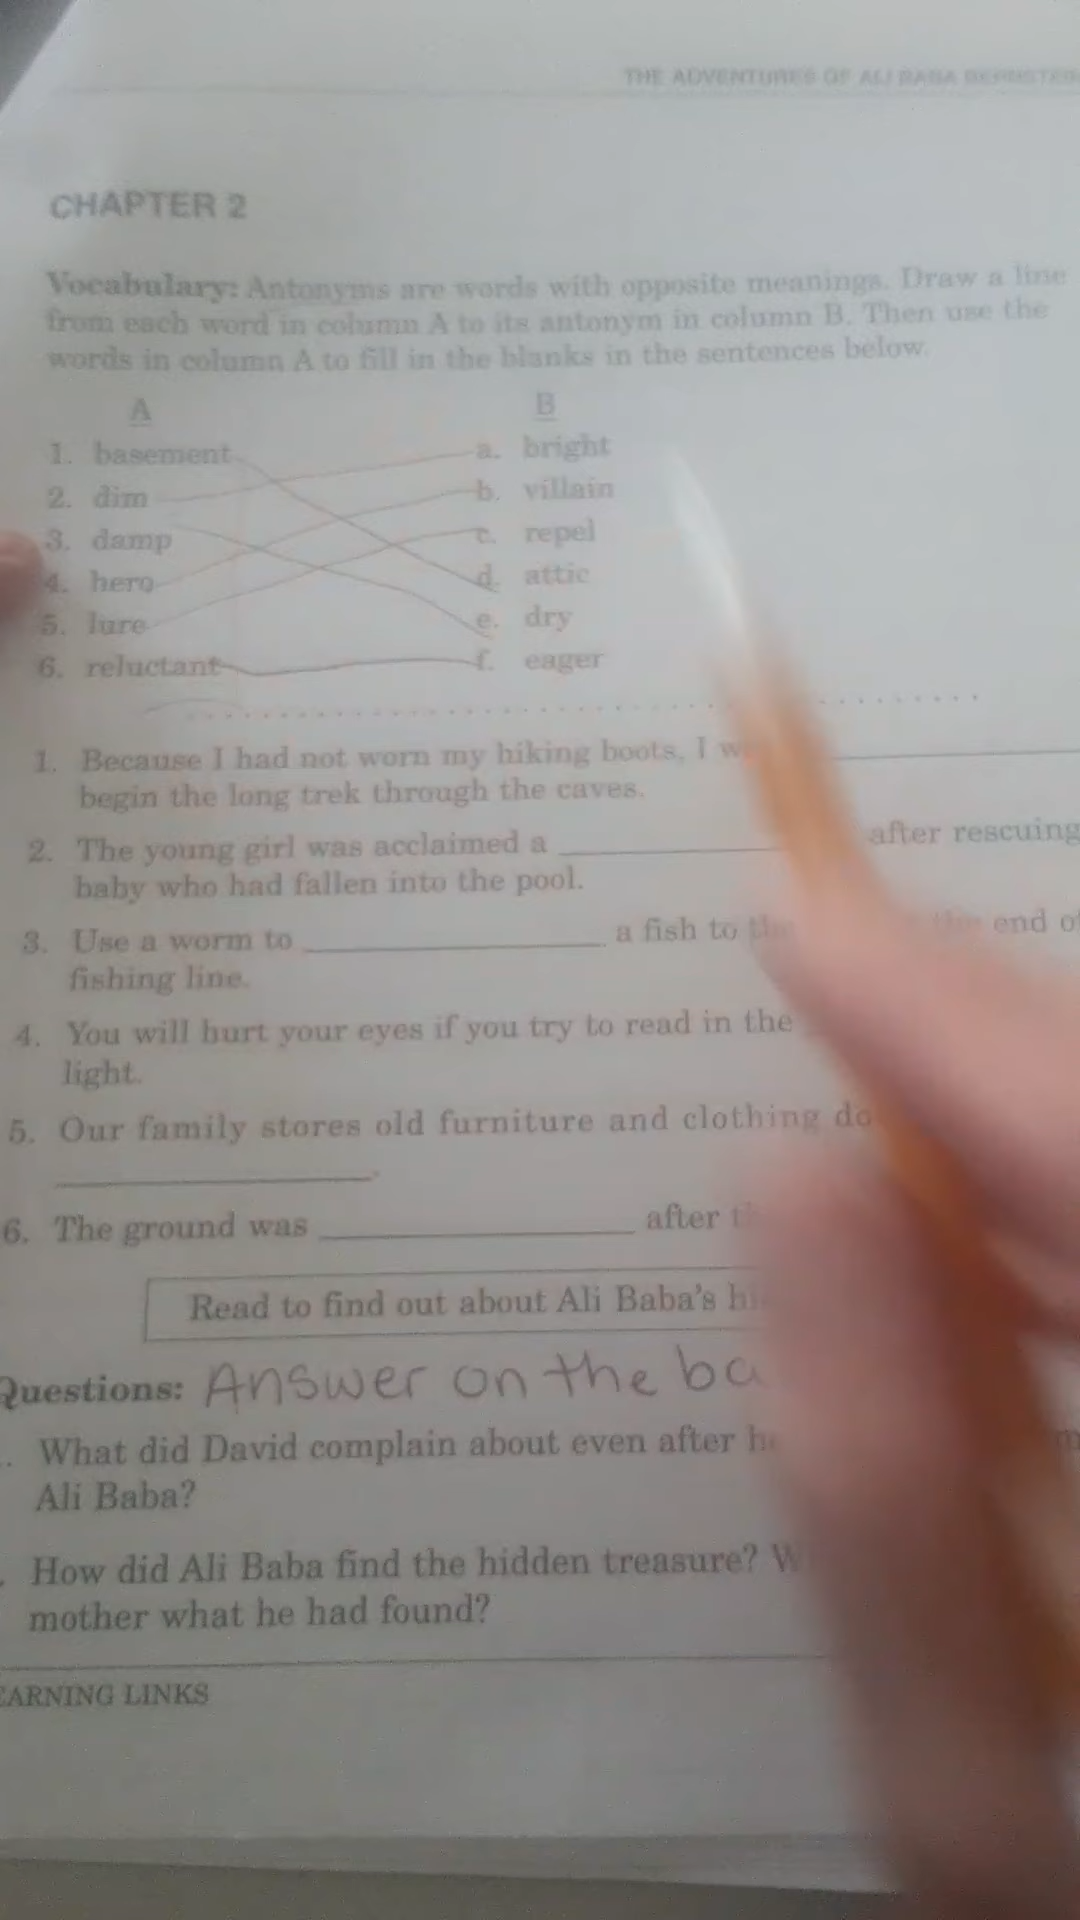 THE ADVENTURES OF ALI BABA
CHAPTER 2
Vocabulary: Antonyms are words with opposite meanings. Draw a line
from each word in column A to its antonym in column B. Then use the
words in column A to fill in the blanks in the sentences below.
A B
1. basement a. bright
2. dim b. villain
3. damp c. repel
4. hero d. attic
5. lure e. dry
6. reluctant f. eager
1. Because I had not worn my hiking boots, I
begin the long trek through the caves.
2. The young girl was acclaimed a after rescuing
baby who had fallen into the pool.
3. Use a worm to a fish to the end
fishing line.
4. You will hurt your eyes if you try to read in the
light.
5. Our family stores old furniture and clothing
6. The ground was after
Read to find out about Ali Baba's
Questions: Answer on the
What did David complain about even after
Ali Baba?
How did Ali Baba find the hidden treasure?
mother what he had found?
LINKS